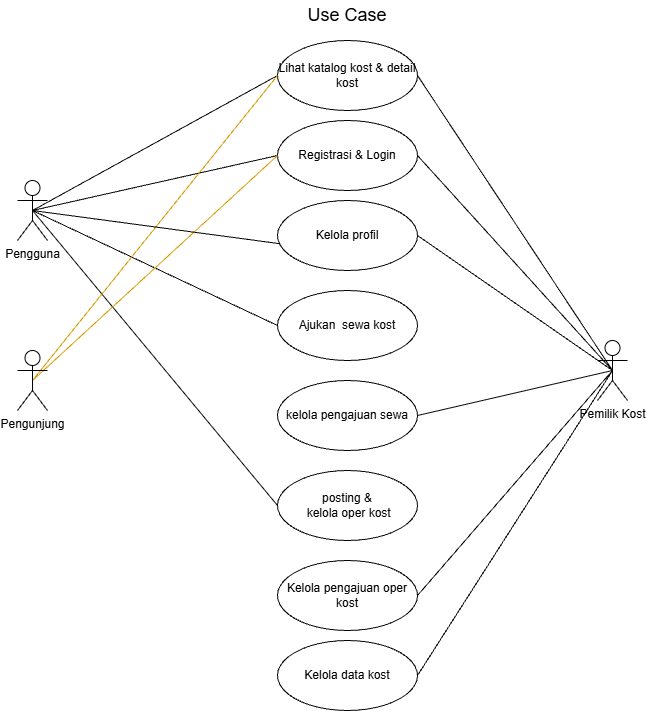 Use Case
Lihat katalog kost & detail
kost
Registrasi & Login
Kelola profil
Pengguna
Ajukan  sewa kost
Pengunjung
kelola pengajuan sewa
Pemilik Kost
posting &
kelola oper kost
Kelola pengajuan oper
kost
Kelola data kost